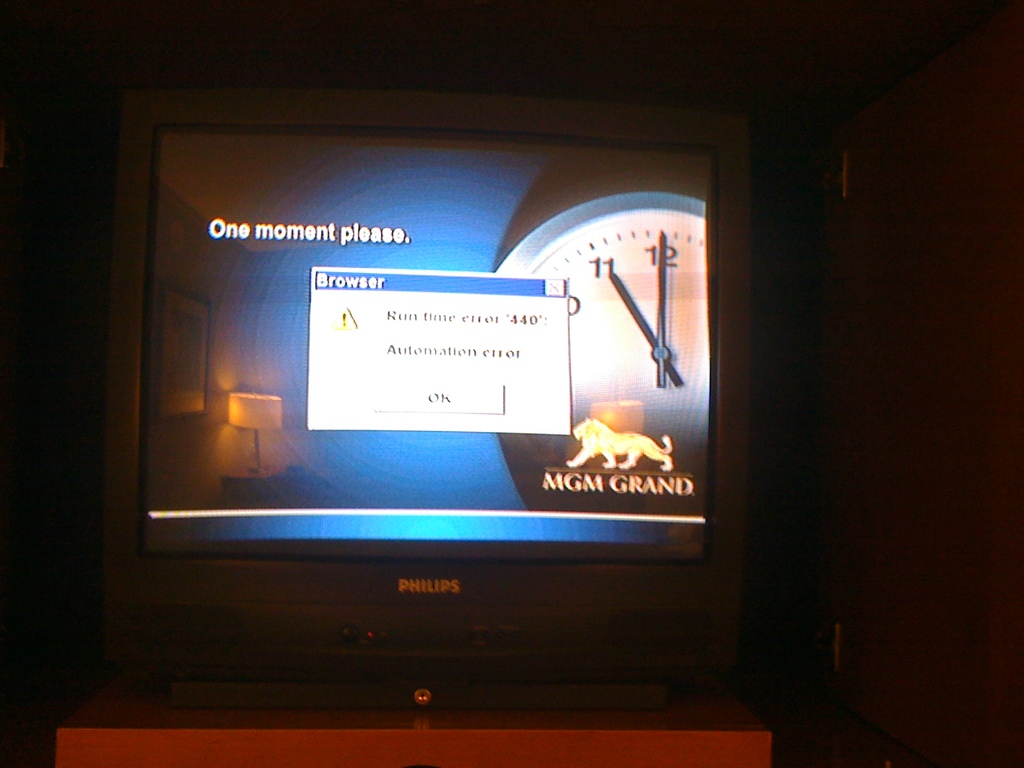 One moment please.
Browser
Run time error '440':
Automation error
OK
11
12
MGM GRAND
PHILIPS